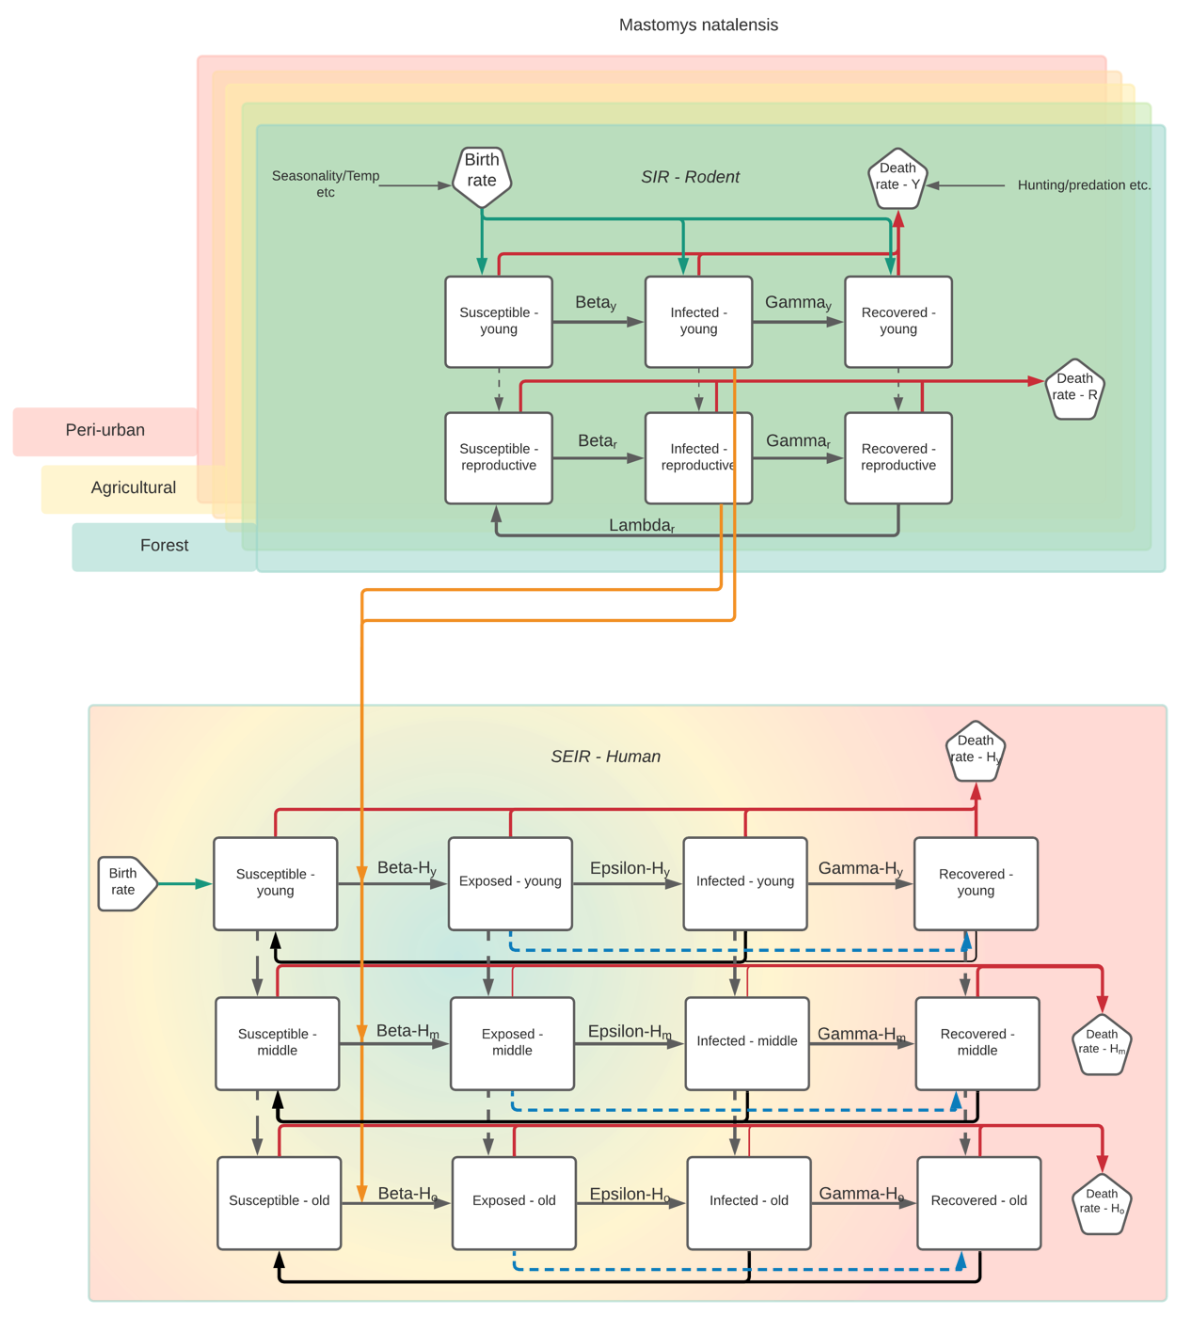 Mastomys natalensis
Birth
rate
SIR - Rodent
Death
rate - Y
Seasonality/Temp
etc
Hunting/predation etc.
Susceptible -
young
Betay
Infected -
young
Gammay
Recovered -
young
Death
rate - R
Peri-urban
Susceptible -
reproductive
Betar
Infected -
reproductive
Gammar
Recovered -
reproductive
Agricultural
Lambdar
Forest
SEIR - Human
Death
rate - Hy
Birth
rate
Susceptible -
young
Beta-Hy
Exposed - young
Epsilon-Hy
Infected - young
Gamma-Hy
Recovered -
young
Susceptible -
middle
Beta-Hm
Exposed -
middle
Epsilon-Hm
Infected - middle
Gamma-Hm
Recovered -
middle
Death
rate - Hm
Susceptible - old
Beta-Ho
Exposed - old
Epsilon-Ho
Infected - old
Gamma-Ho
Recovered - old
Death
rate - Ho